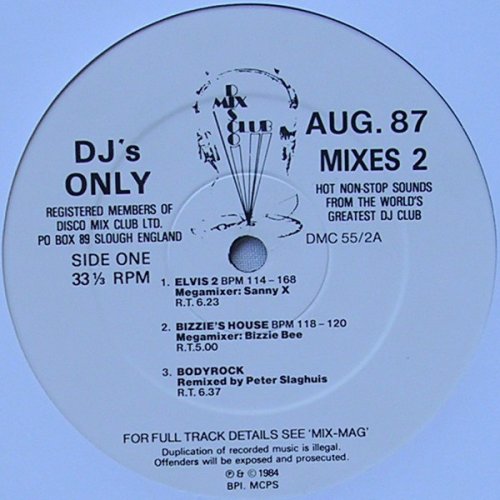 DISCO
MIX
CLUB
DJ's
ONLY
REGISTERED MEMBERS OF
DISCO MIX CLUB LTD.
PO BOX 89 SLOUGH ENGLAND
SIDE ONE
33 ⅓ RPM
AUG. 87
MIXES 2
HOT NON-STOP SOUNDS
FROM THE WORLD'S
GREATEST DJ CLUB
DMC 55/2A
1. ELVIS 2 BPM 114 – 168
Megamixer: Sanny X
R.T. 6.23
2. BIZZIE'S HOUSE BPM 118 – 120
Megamixer: Bizzie Bee
R.T.5.00
3. BODYROCK
Remixed by Peter Slaghuis
R.T. 6.37
FOR FULL TRACK DETAILS SEE 'MIX-MAG'
Duplication of recorded music is illegal.
Offenders will be exposed and prosecuted.
℗ & © 1984
BPI. MCPS